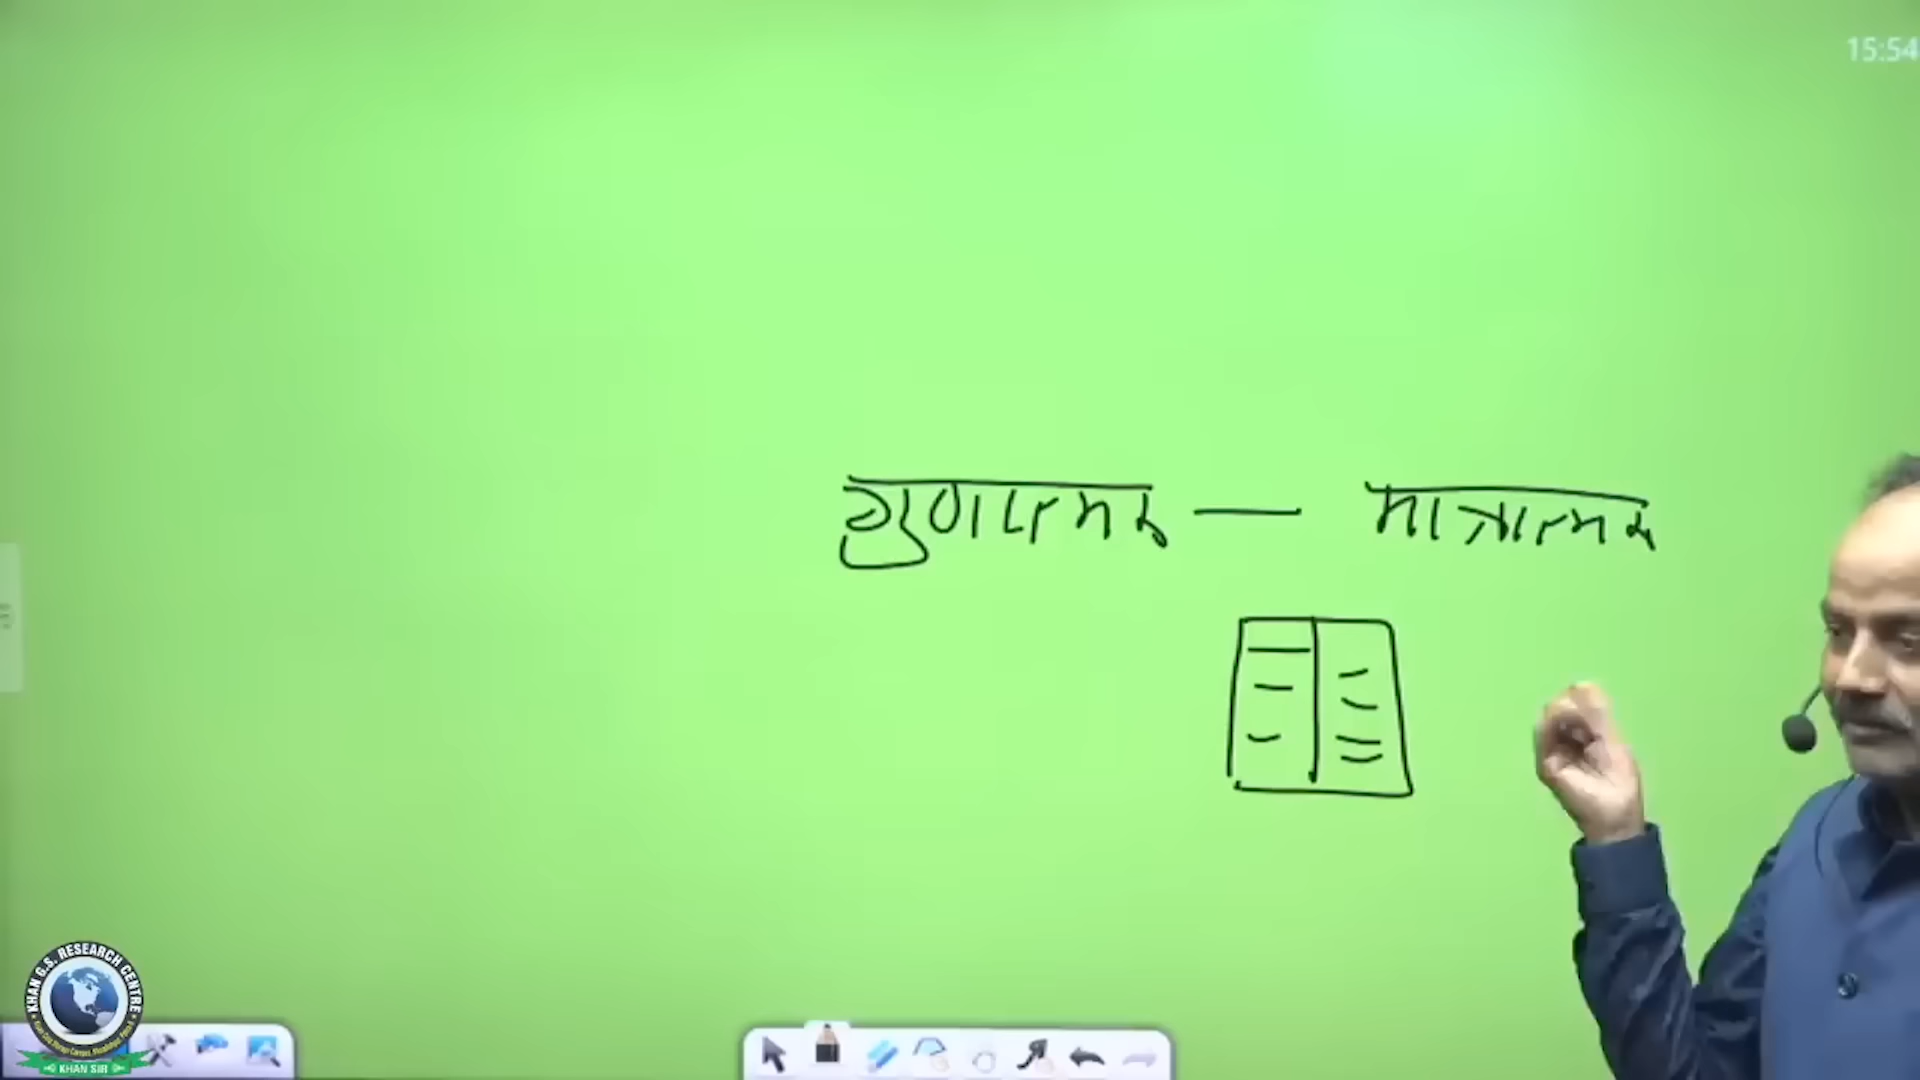 15:54
गुणात्मक — मात्रात्मक
KHAN G.S. RESEARCH CENTRE
KHAN SIR